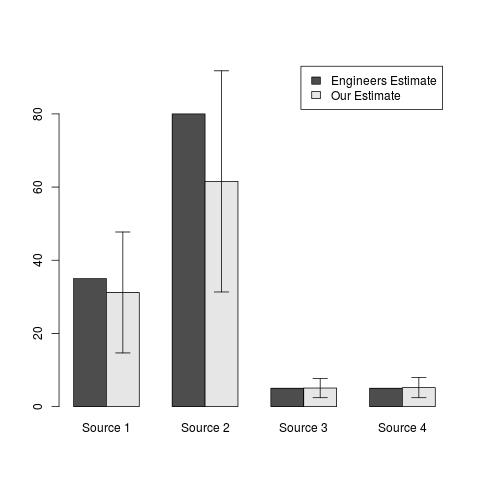 Engineers Estimate
Our Estimate
80
60
40
20
0
Source 1
Source 2
Source 3
Source 4